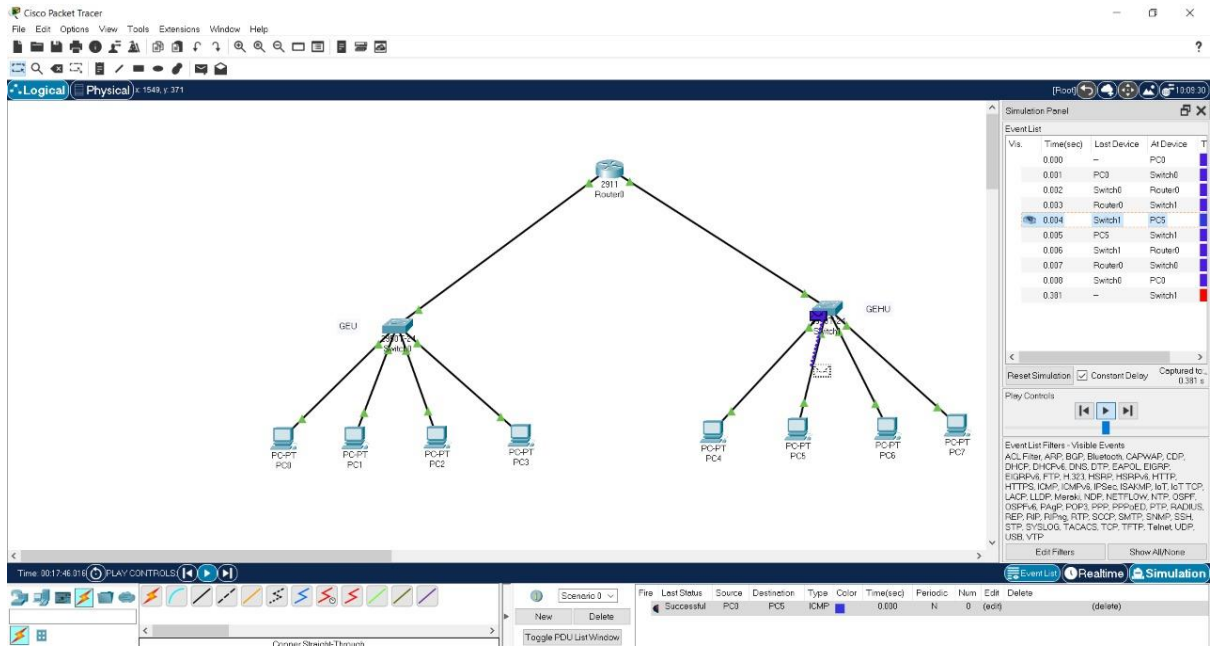 Cisco Packet Tracer
File Edit Options View Tools Extensions Window Help
?
Logical Physical x: 1549, y: 371
[Root] 10:09:30
Simulation Panel
Event List
Vis. Time(sec) Last Device At Device T
0.000 -- PC0
0.001 PC0 Switch0
0.002 Switch0 Router0
0.003 Router0 Switch1
0.004 Switch1 PC5
0.005 PC5 Switch1
0.006 Switch1 Router0
0.007 Router0 Switch0
0.008 Switch0 PC0
0.381 -- Switch1
2911
Router0
GEU
GEHU
Switch0
PC-PT
PC0
PC-PT
PC1
PC-PT
PC2
PC-PT
PC3
PC-PT
PC4
PC-PT
PC5
PC-PT
PC6
PC-PT
PC7
Reset Simulation Constant Delay Captured to:
0.381 s
Play Controls
Event List Filters - Visible Events
ACL Filter, ARP, BGP, Bluetooth, CAPWAP, CDP,
DHCP, DHCPv6, DNS, DTP, EAPOL, EIGRP,
EIGRPv6, FTP, H.323, HSRP, HSRPv6, HTTP,
HTTPS, ICMP, ICMPv6, IPSec, ISAKMP, IoT, IoT TCP,
LACP, LLDP, Meraki, NDP, NETFLOW, NTP, OSPF,
OSPFv6, PAgP, POP3, PPP, PPPoED, PTP, RADIUS,
REP, RIP, RIPng, RTP, SCCP, SMTP, SNMP, SSH,
STP, SYSLOG, TACACS, TCP, TFTP, Telnet, UDP,
USB, VTP
Edit Filters Show All/None
Time: 00:17:46.016 PLAY CONTROLS:
Event List Realtime Simulation
Scenario 0
New Delete
Toggle PDU List Window
Fire Last Status Source Destination Type Color Time(sec) Periodic Num Edit Delete
Successful PC0 PC5 ICMP 0.000 N 0 (edit) (delete)
Copper Straight-Through